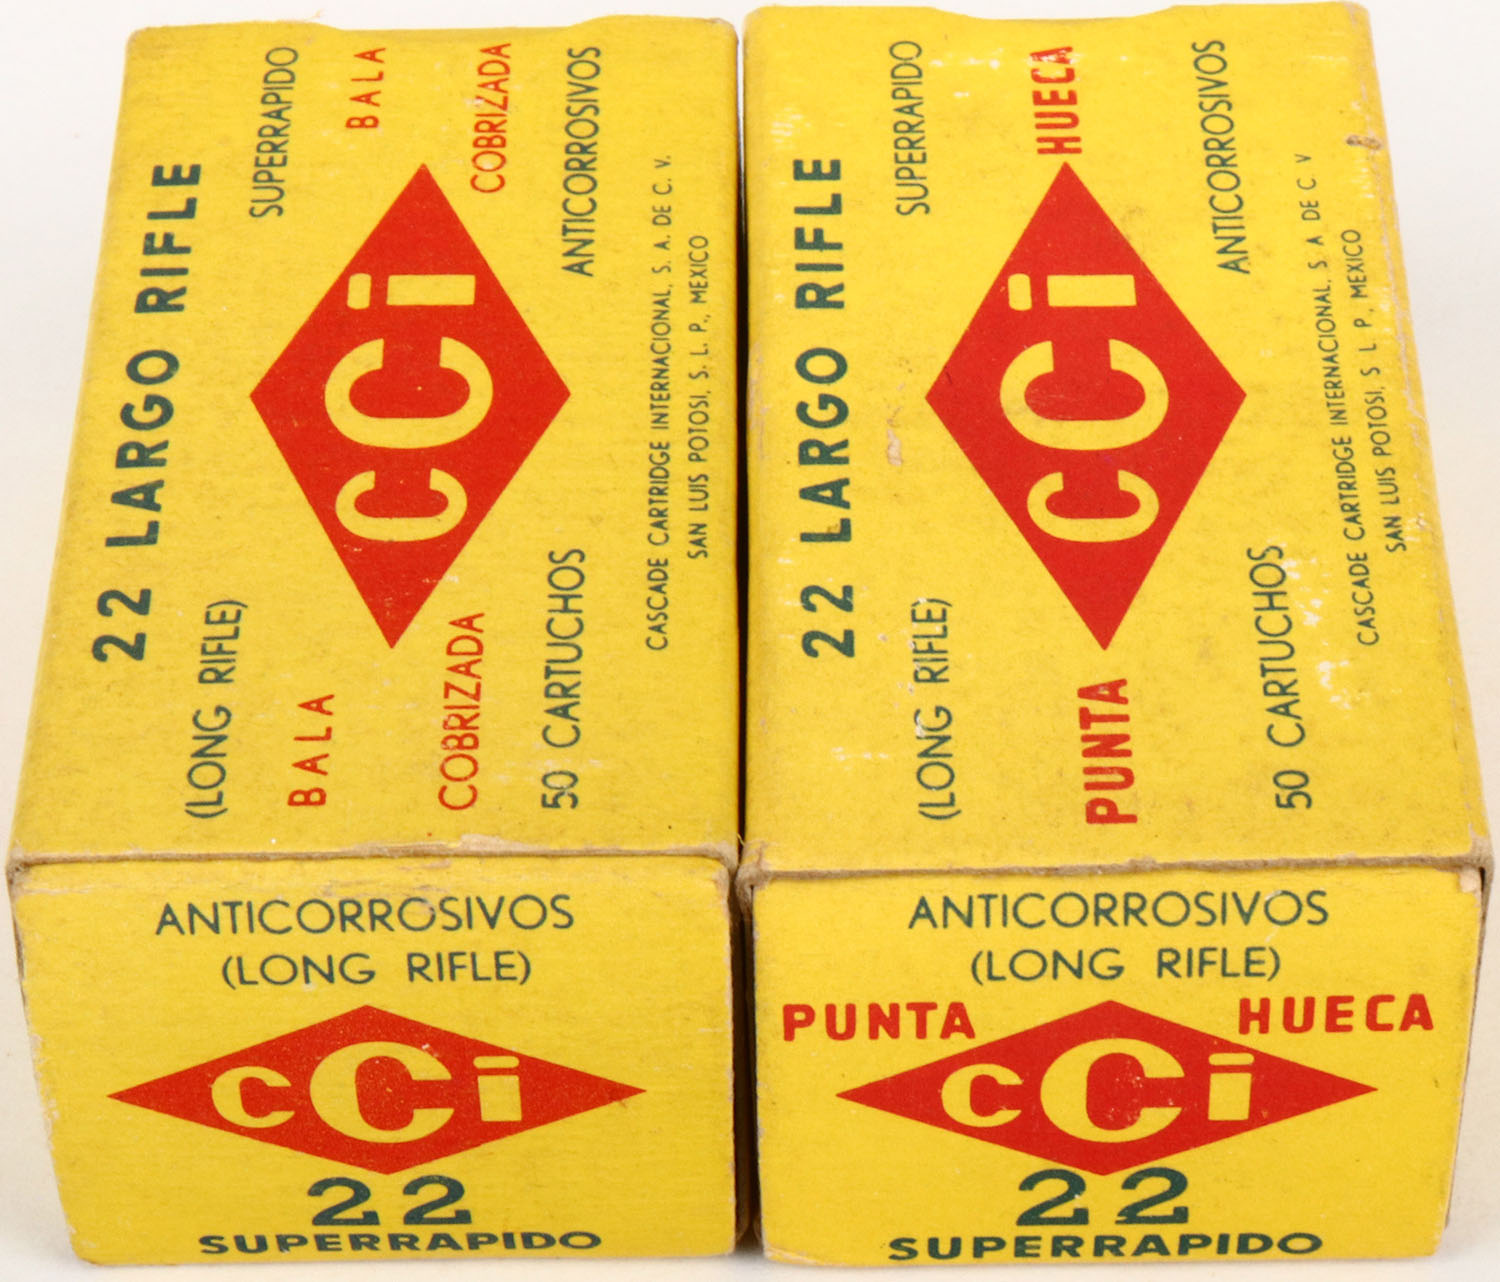 22 LARGO RIFLE
(LONG RIFLE) SUPERRAPIDO
BALA BALA
CCi
COBRIZADA COBRIZADA
50 CARTUCHOS ANTICORROSIVOS
CASCADE CARTRIDGE INTERNACIONAL, S. A. DE C. V.
SAN LUIS POTOSI, S. L. P., MEXICO
ANTICORROSIVOS
(LONG RIFLE)
CCi
22
SUPERRAPIDO
22 LARGO RIFLE
(LONG RIFLE) SUPERRAPIDO
PUNTA CCi HUECA
50 CARTUCHOS ANTICORROSIVOS
CASCADE CARTRIDGE INTERNACIONAL, S. A DE C. V
SAN LUIS POTOSI, S L P., MEXICO
ANTICORROSIVOS
(LONG RIFLE)
PUNTA HUECA
CCi
22
SUPERRAPIDO